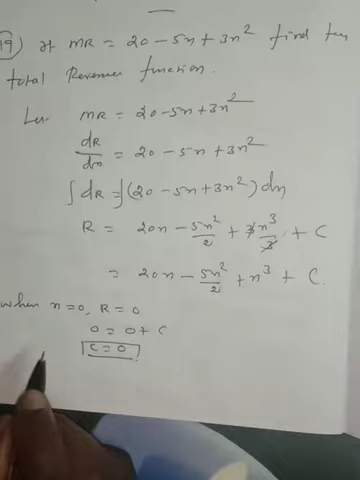 19) If MR = 20 - 5x + 3x² find the
total Revenue function.
Let MR = 20 - 5x + 3x²
dR/dx = 20 - 5x + 3x²
∫ dR = ∫(20 - 5x + 3x²) dx
R = 20x - 5x²/2 + 3x³/3 + C
= 20x - 5x²/2 + x³ + C.
when x=0, R=0
0 = 0 + C
C = 0